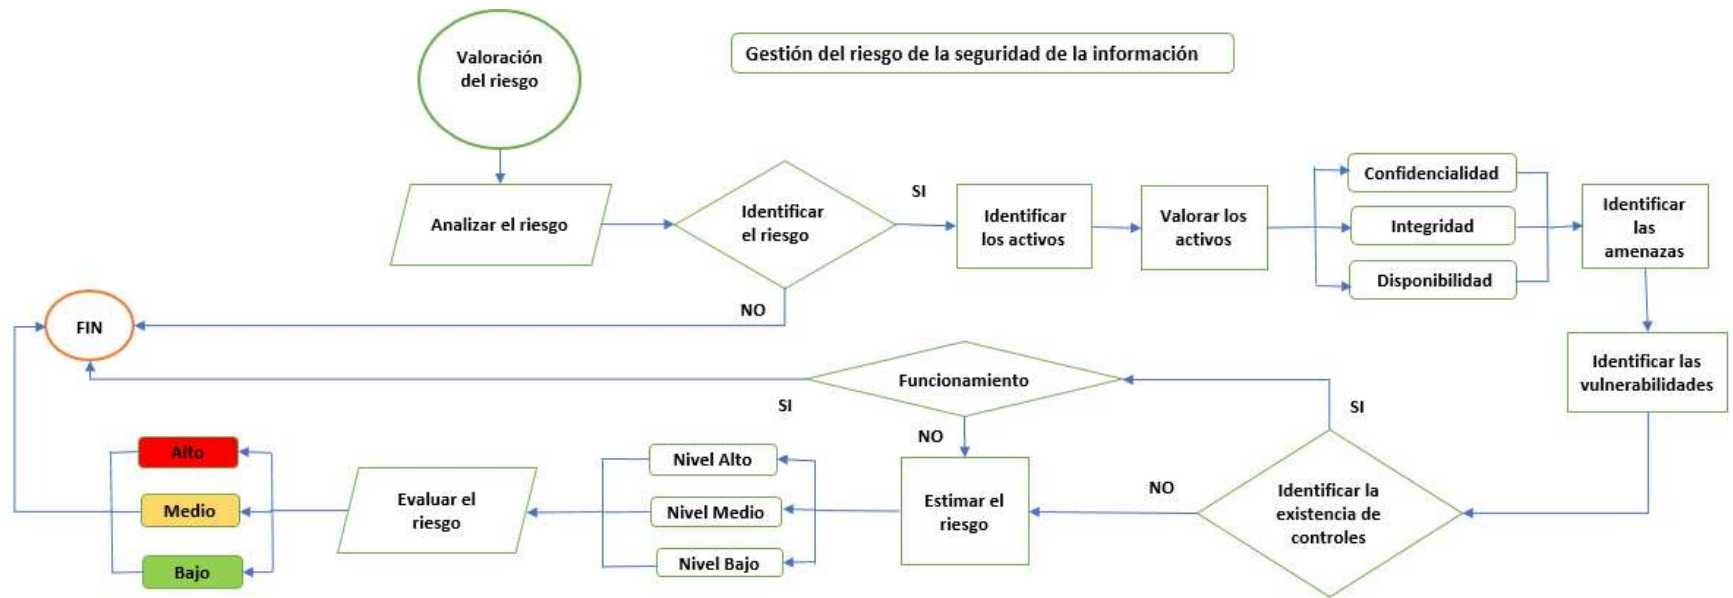 Valoración
del riesgo
Gestión del riesgo de la seguridad de la información
Analizar el riesgo
Identificar
el riesgo
SI
NO
Identificar
los activos
Valorar los
activos
Confidencialidad
Integridad
Disponibilidad
Identificar
las
amenazas
FIN
Identificar las
vulnerabilidades
Funcionamiento
SI
NO
SI
Identificar la
existencia de
controles
NO
Estimar el
riesgo
Nivel Alto
Nivel Medio
Nivel Bajo
Evaluar el
riesgo
Alto
Medio
Bajo